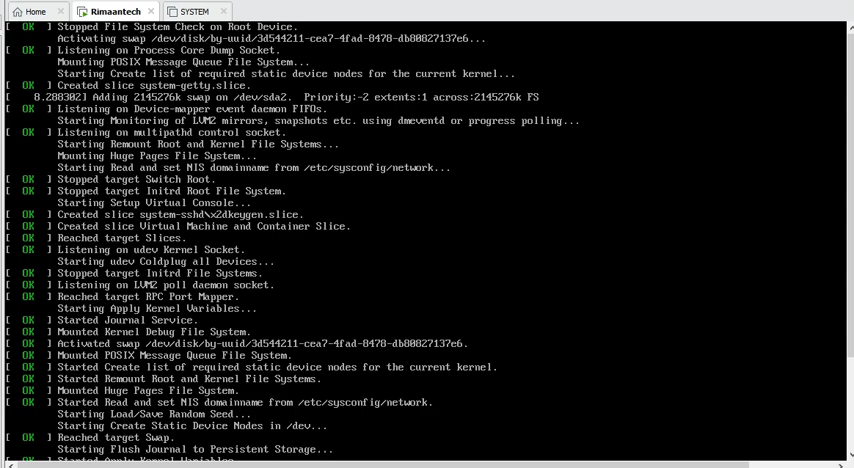 Home
Rimaantech
SYSTEM
[  OK  ] Stopped File System Check on Root Device.
Activating swap /dev/disk/by-uuid/3d544211-cea7-4fad-8478-db80827137e6...
[  OK  ] Listening on Process Core Dump Socket.
Mounting POSIX Message Queue File System...
Starting Create list of required static device nodes for the current kernel...
[  OK  ] Created slice system-getty.slice.
[    8.288302] Adding 2145276k swap on /dev/sda2.  Priority:-2 extents:1 across:2145276k FS
[  OK  ] Listening on Device-mapper event daemon FIFOs.
Starting Monitoring of LVM2 mirrors, snapshots etc. using dmeventd or progress polling...
[  OK  ] Listening on multipathd control socket.
Starting Remount Root and Kernel File Systems...
Mounting Huge Pages File System...
Starting Read and set NIS domainname from /etc/sysconfig/network...
[  OK  ] Stopped target Switch Root.
[  OK  ] Stopped target Initrd Root File System.
Starting Setup Virtual Console...
[  OK  ] Created slice system-sshd\x2dkeygen.slice.
[  OK  ] Created slice Virtual Machine and Container Slice.
[  OK  ] Reached target Slices.
[  OK  ] Listening on udev Kernel Socket.
Starting udev Coldplug all Devices...
[  OK  ] Stopped target Initrd File Systems.
[  OK  ] Listening on LVM2 poll daemon socket.
[  OK  ] Reached target RPC Port Mapper.
Starting Apply Kernel Variables...
[  OK  ] Started Journal Service.
[  OK  ] Mounted Kernel Debug File System.
[  OK  ] Activated swap /dev/disk/by-uuid/3d544211-cea7-4fad-8478-db80827137e6.
[  OK  ] Mounted POSIX Message Queue File System.
[  OK  ] Started Create list of required static device nodes for the current kernel.
[  OK  ] Started Remount Root and Kernel File Systems.
[  OK  ] Mounted Huge Pages File System.
[  OK  ] Started Read and set NIS domainname from /etc/sysconfig/network.
Starting Load/Save Random Seed...
Starting Create Static Device Nodes in /dev...
[  OK  ] Reached target Swap.
Starting Flush Journal to Persistent Storage...
[  OK  ] Started Apply Kernel Variables.